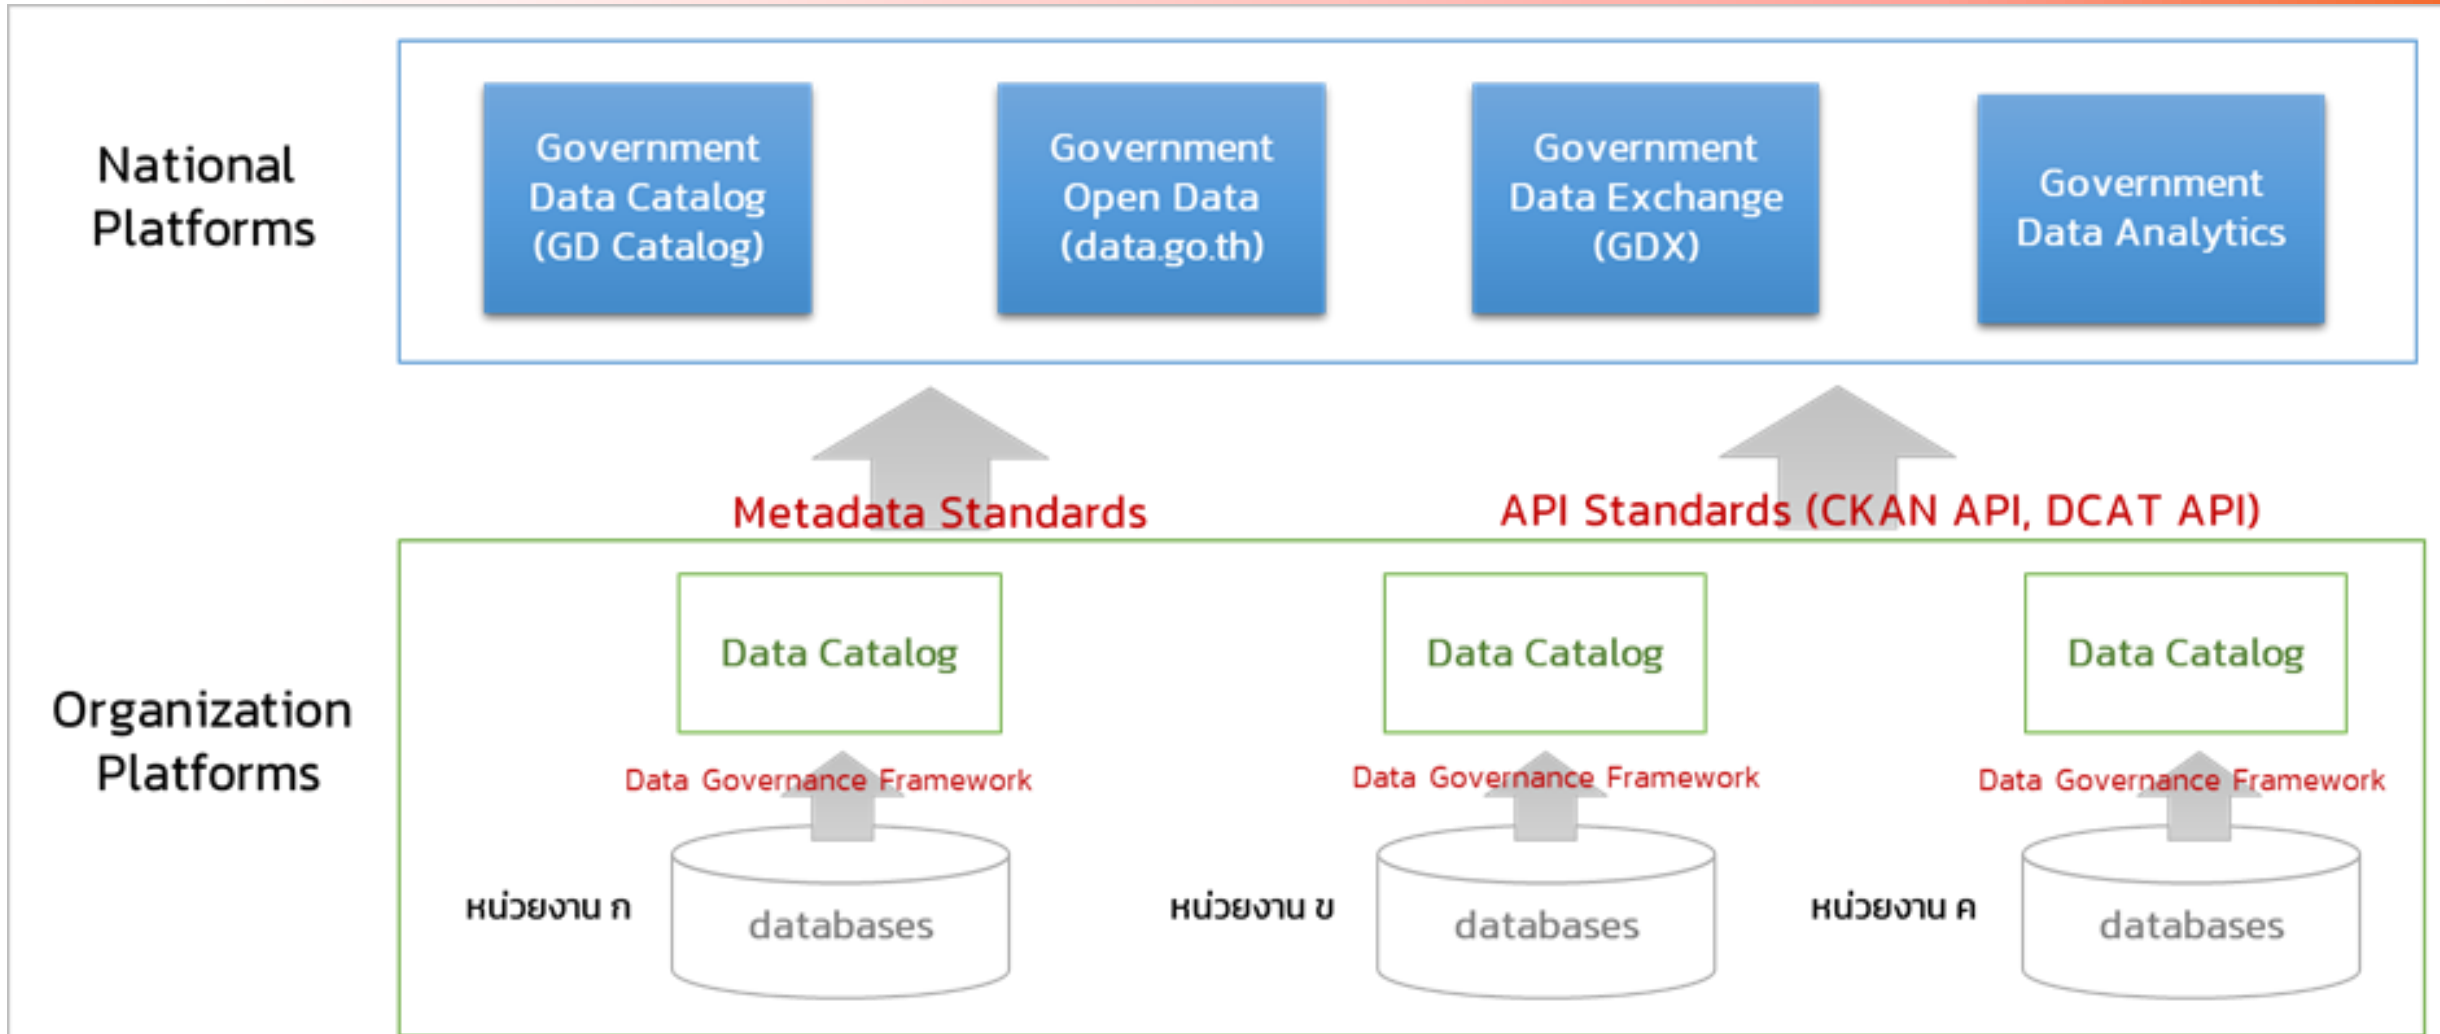 National
Platforms
Government
Data Catalog
(GD Catalog)
Government
Open Data
(data.go.th)
Government
Data Exchange
(GDX)
Government
Data Analytics
Metadata Standards
API Standards (CKAN API, DCAT API)
Organization
Platforms
Data Catalog
Data Catalog
Data Catalog
Data Governance Framework
Data Governance Framework
Data Governance Framework
หน่วยงาน ก
databases
หน่วยงาน ข
databases
หน่วยงาน ค
databases